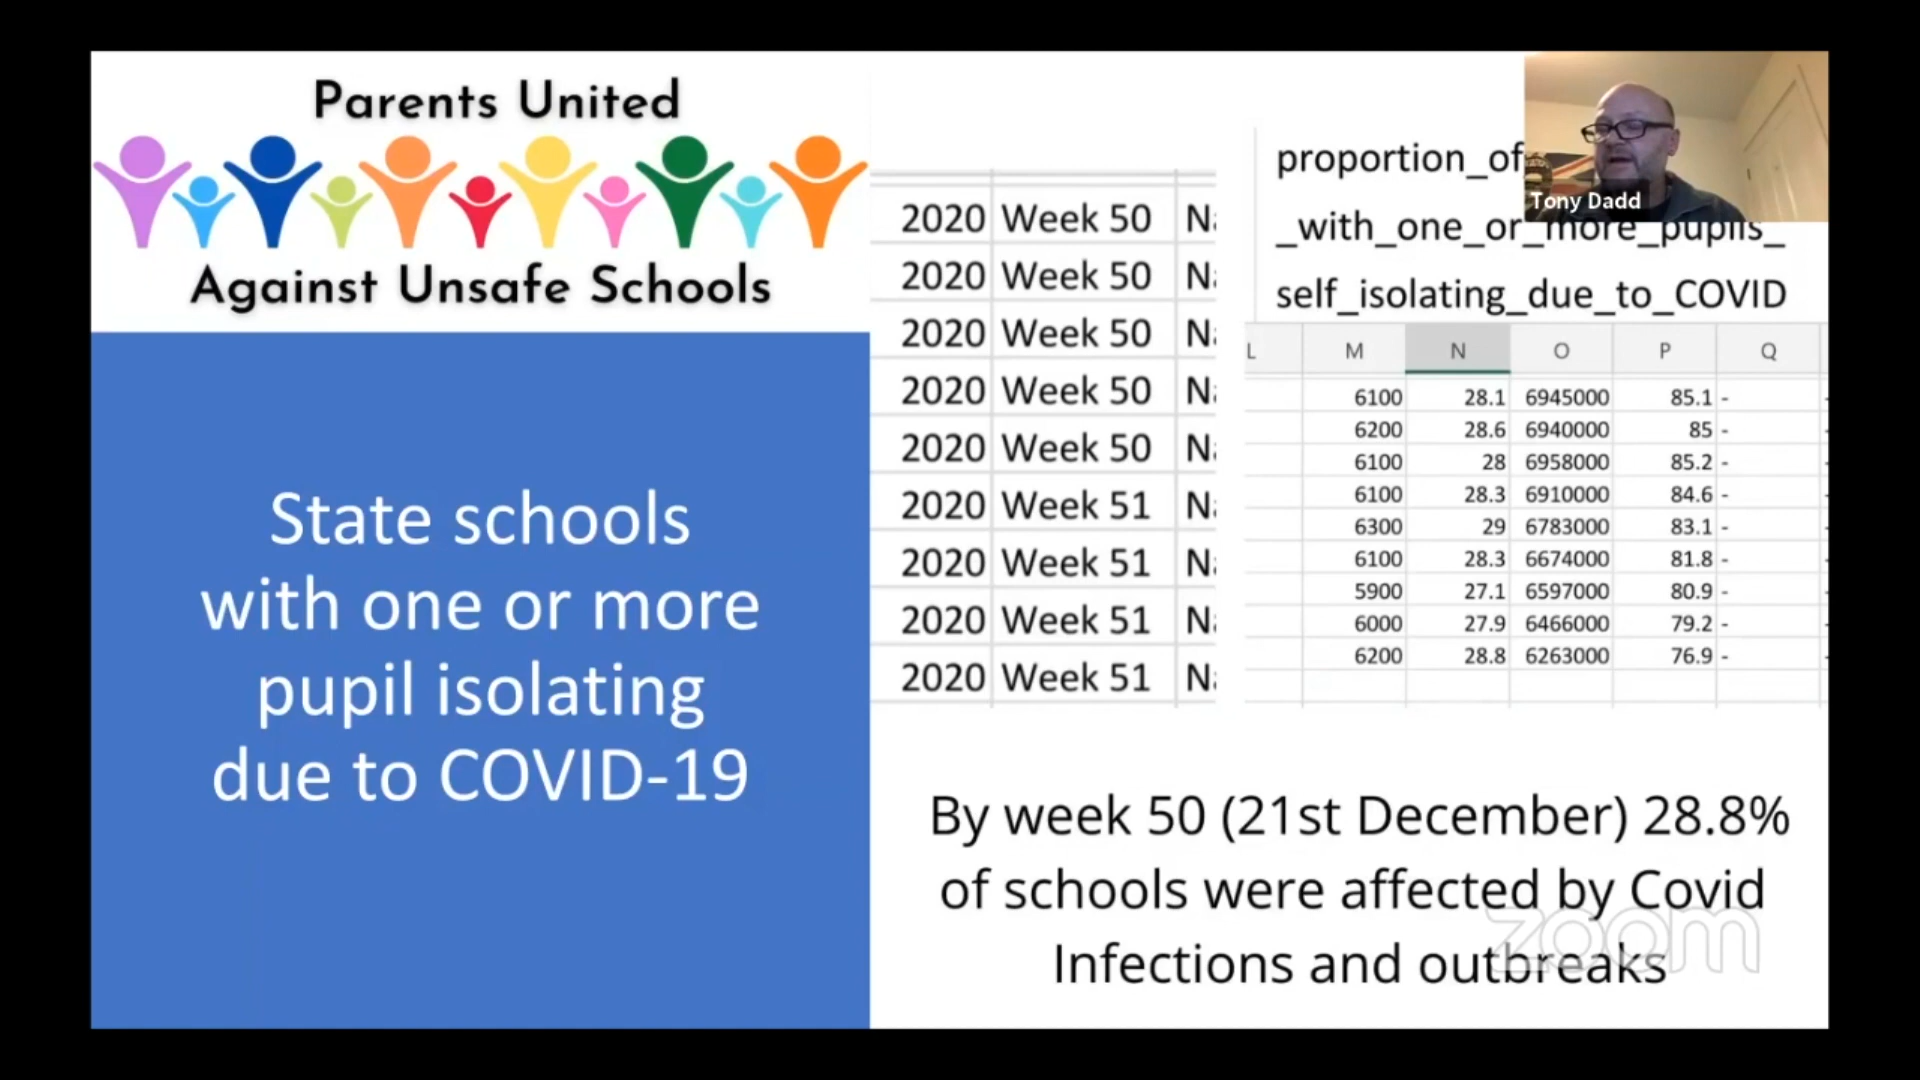 Parents United
Against Unsafe Schools
State schools
with one or more
pupil isolating
due to COVID-19
2020 Week 50
2020 Week 50
2020 Week 50
2020 Week 50
2020 Week 50
2020 Week 51
2020 Week 51
2020 Week 51
2020 Week 51
proportion_of
_with_one_or_more_pupils_
self_isolating_due_to_COVID
Tony Dadd
L M N O P Q
6100 28.1 6945000 85.1 -
6200 28.6 6940000 85 -
6100 28 6958000 85.2 -
6100 28.3 6910000 84.6 -
6300 29 6783000 83.1 -
6100 28.3 6674000 81.8 -
5900 27.1 6597000 80.9 -
6000 27.9 6466000 79.2 -
6200 28.8 6263000 76.9 -
By week 50 (21st December) 28.8%
of schools were affected by Covid
Infections and outbreaks
zoom